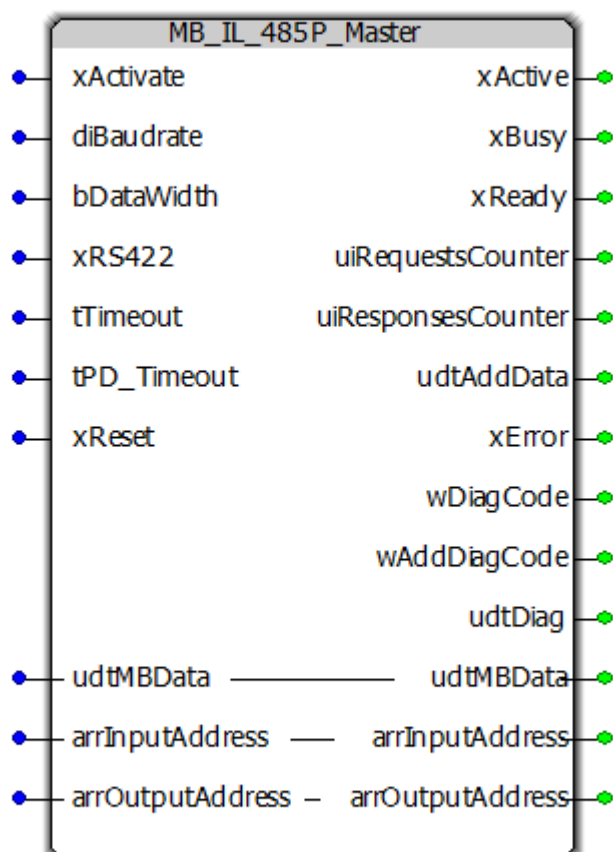 MB_IL_485P_Master
xActivate xActive
diBaudrate xBusy
bDataWidth xReady
xRS422 uiRequestsCounter
tTimeout uiResponsesCounter
tPD_Timeout udtAddData
xReset xError
wDiagCode
wAddDiagCode
udtDiag
udtMBData udtMBData
arrInputAddress arrInputAddress
arrOutputAddress arrOutputAddress